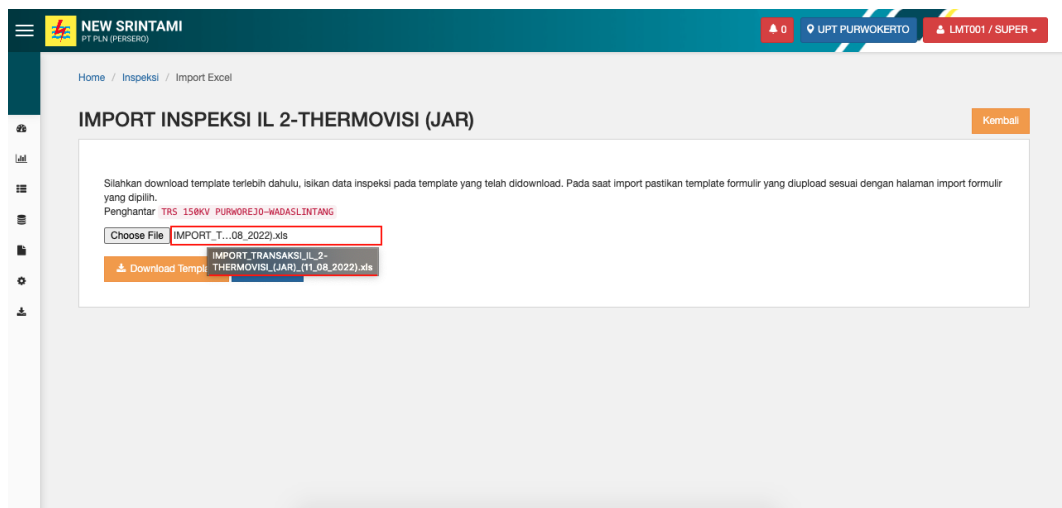 NEW SRINTAMI
PT PLN (PERSERO)
0
UPT PURWOKERTO
LMT001 / SUPER
Home / Inspeksi / Import Excel
IMPORT INSPEKSI IL 2-THERMOVISI (JAR)
Kembali
Silahkan download template terlebih dahulu, isikan data inspeksi pada template yang telah didownload. Pada saat import pastikan template formulir yang diupload sesuai dengan halaman import formulir
yang dipilih.
Penghantar TRS 150KV PURWOREJO-WADASLINTANG
Choose File IMPORT_T...08_2022).xls
IMPORT_TRANSAKSI_IL_2-
THERMOVISI_(JAR)_(11_08_2022).xls
Download Templa